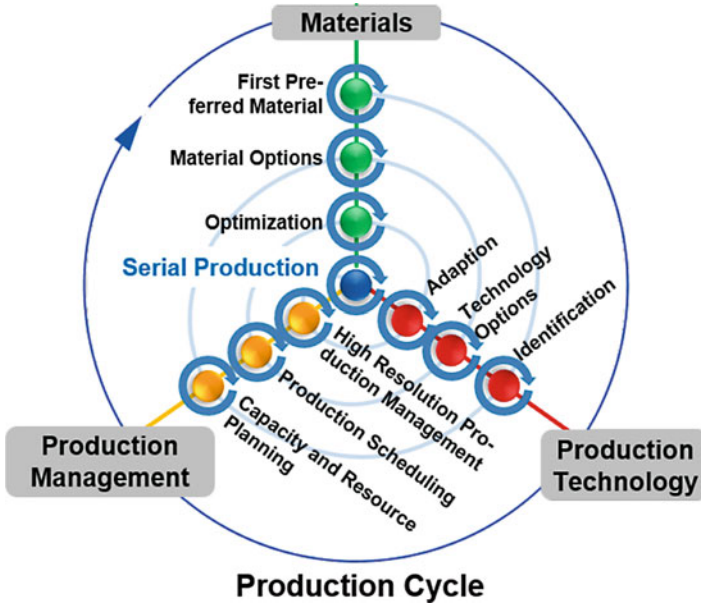 Materials
First Pre-
ferred Material
Material Options
Optimization
Serial Production
Adaption
Technology
Options
Identification
High Resolution Pro-
duction Management
Production Scheduling
Capacity and Resource
Planning
Production
Management
Production
Technology
Production Cycle